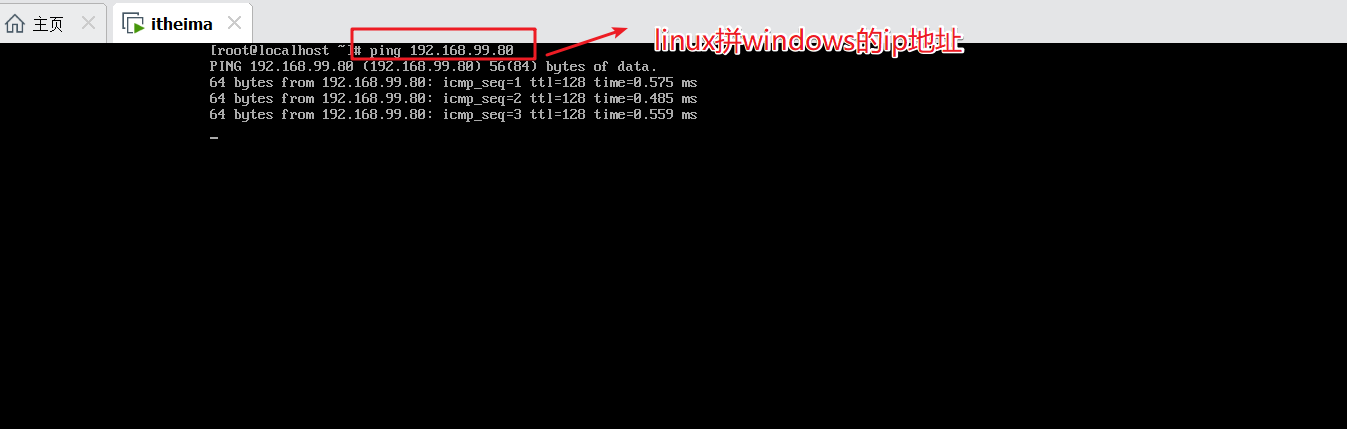 主页
itheima
[root@localhost ~]# ping 192.168.99.80
linux拼windows的ip地址
PING 192.168.99.80 (192.168.99.80) 56(84) bytes of data.
64 bytes from 192.168.99.80: icmp_seq=1 ttl=128 time=0.575 ms
64 bytes from 192.168.99.80: icmp_seq=2 ttl=128 time=0.485 ms
64 bytes from 192.168.99.80: icmp_seq=3 ttl=128 time=0.559 ms